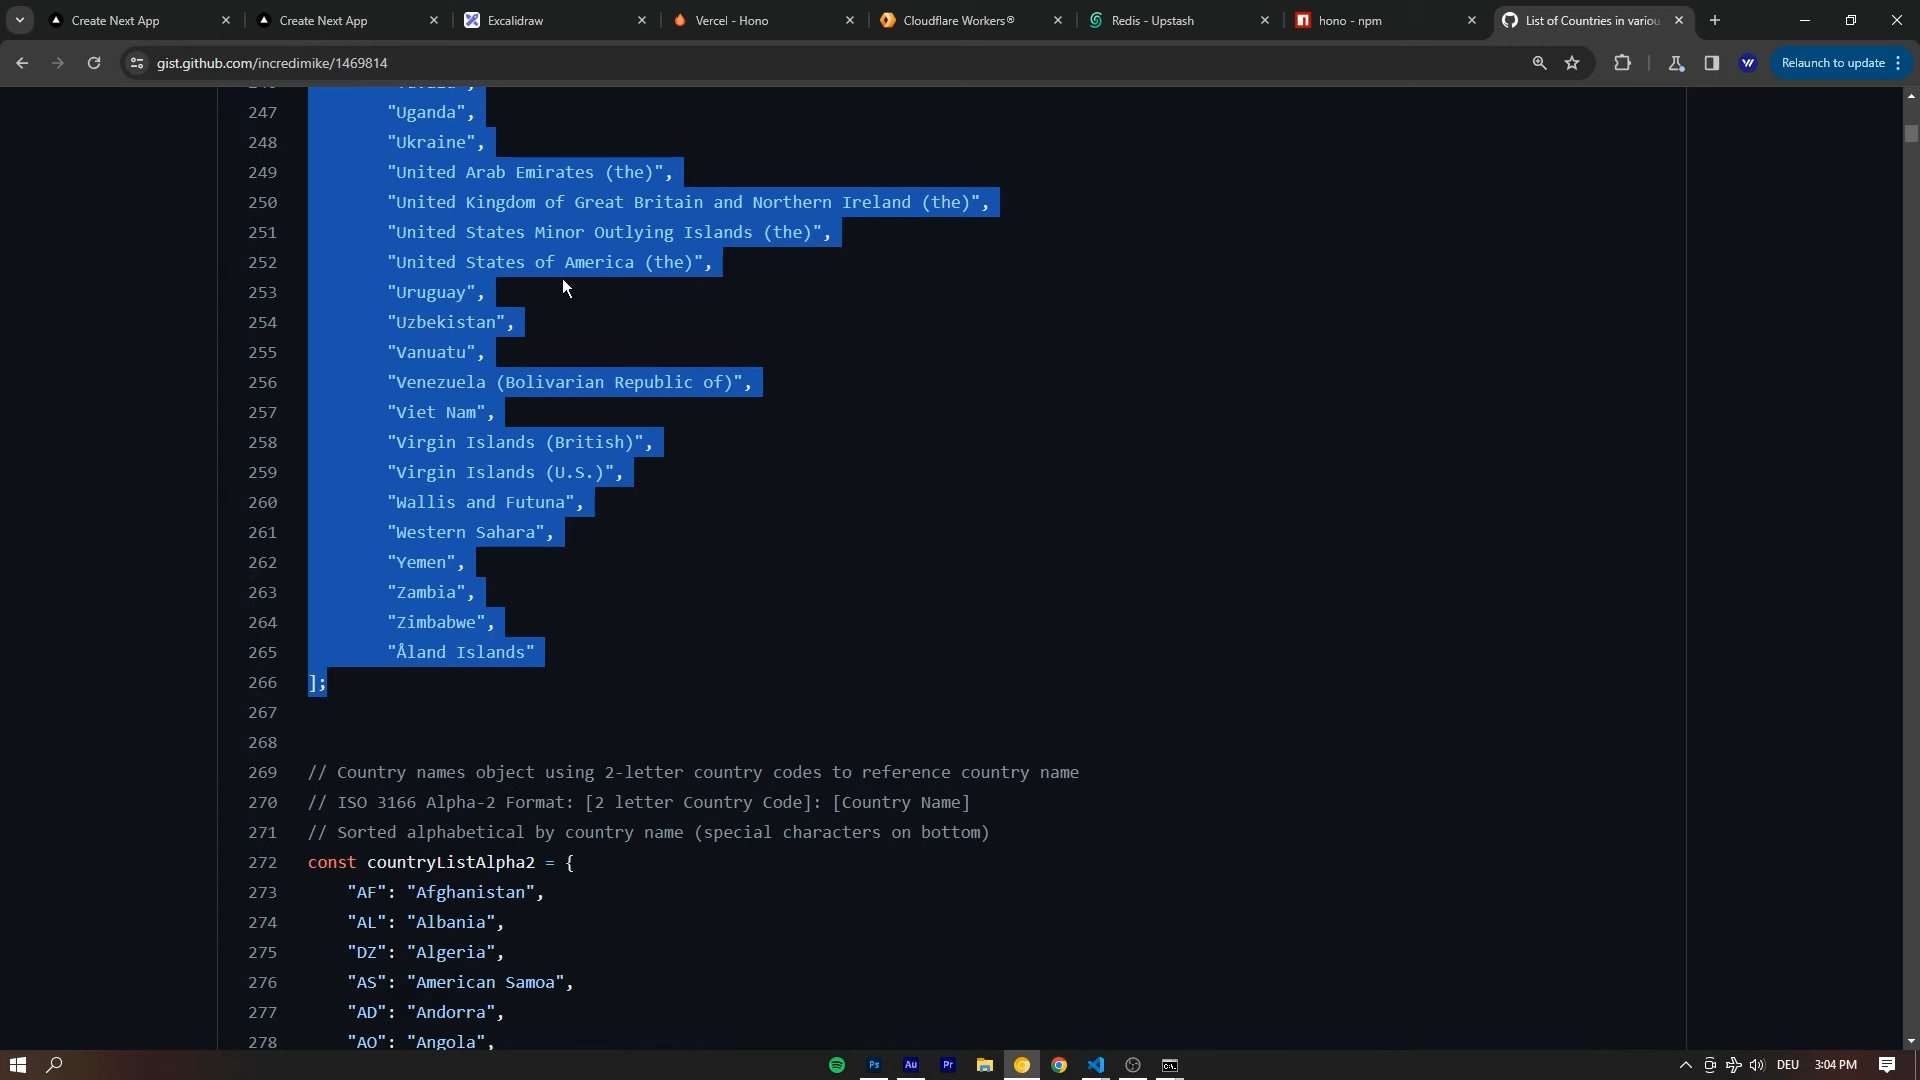 Create Next App
Create Next App
Excalidraw
Vercel - Hono
Cloudflare Workers®
Redis - Upstash
hono - npm
List of Countries in variou
gist.github.com/incredimike/1469814
Relaunch to update
247 "Uganda",
248 "Ukraine",
249 "United Arab Emirates (the)",
250 "United Kingdom of Great Britain and Northern Ireland (the)",
251 "United States Minor Outlying Islands (the)",
252 "United States of America (the)",
253 "Uruguay",
254 "Uzbekistan",
255 "Vanuatu",
256 "Venezuela (Bolivarian Republic of)",
257 "Viet Nam",
258 "Virgin Islands (British)",
259 "Virgin Islands (U.S.)",
260 "Wallis and Futuna",
261 "Western Sahara",
262 "Yemen",
263 "Zambia",
264 "Zimbabwe",
265 "Åland Islands"
266 ];
267
268
269 // Country names object using 2-letter country codes to reference country name
270 // ISO 3166 Alpha-2 Format: [2 letter Country Code]: [Country Name]
271 // Sorted alphabetical by country name (special characters on bottom)
272 const countryListAlpha2 = {
273 "AF": "Afghanistan",
274 "AL": "Albania",
275 "DZ": "Algeria",
276 "AS": "American Samoa",
277 "AD": "Andorra",
278 "AO": "Angola",
Ps
Au
Pr
DEU
3:04 PM